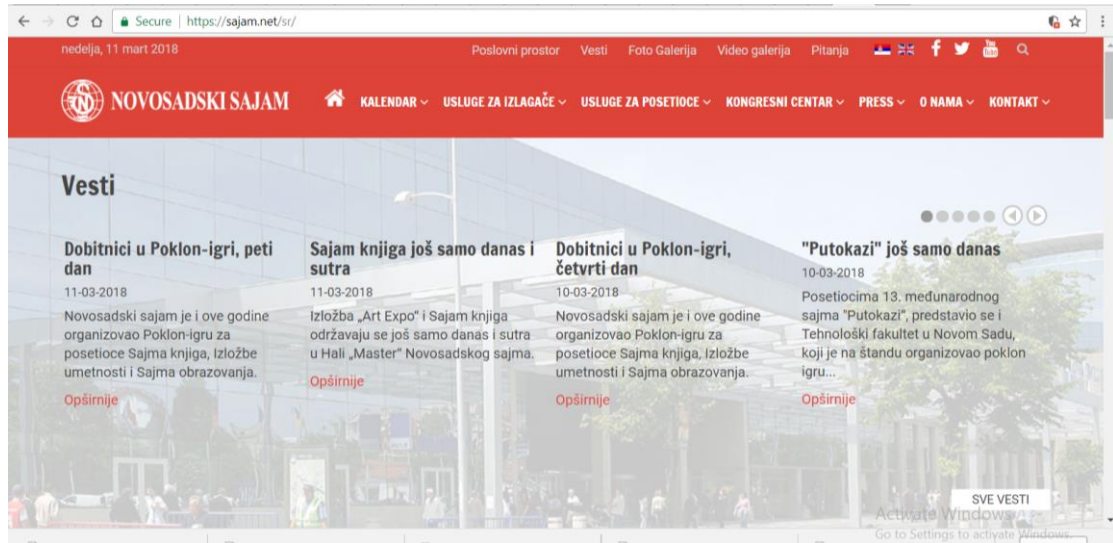 Secure | https://sajam.net/sr/
nedelja, 11 mart 2018 Poslovni prostor Vesti Foto Galerija Video galerija Pitanja
NOVOSADSKI SAJAM KALENDAR USLUGE ZA IZLAGAČE USLUGE ZA POSETIOCE KONGRESNI CENTAR PRESS O NAMA KONTAKT
Vesti
Dobitnici u Poklon-igri, peti
dan
11-03-2018
Novosadski sajam je i ove godine
organizovao Poklon-igru za
posetioce Sajma knjiga, Izložbe
umetnosti i Sajma obrazovanja.
Opširnije
Sajam knjiga još samo danas i
sutra
11-03-2018
Izložba „Art Expo“ i Sajam knjiga
održavaju se još samo danas i sutra
u Hali „Master“ Novosadskog sajma.
Opširnije
Dobitnici u Poklon-igri,
četvrti dan
10-03-2018
Novosadski sajam je i ove godine
organizovao Poklon-igru za
posetioce Sajma knjiga, Izložbe
umetnosti i Sajma obrazovanja.
Opširnije
"Putokazi" još samo danas
10-03-2018
Posetiocima 13. međunarodnog
sajma "Putokazi", predstavio se i
Tehnološki fakultet u Novom Sadu,
koji je na štandu organizovao poklon
igru...
Opširnije
SVE VESTI
Activate Windows
Go to Settings to activate Windows.